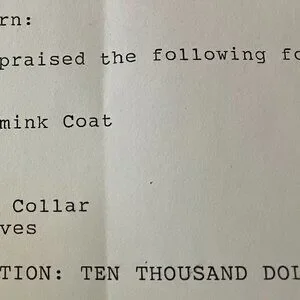 rn:
praised the following fo
mink Coat
Collar
ves
TION: TEN THOUSAND DOL